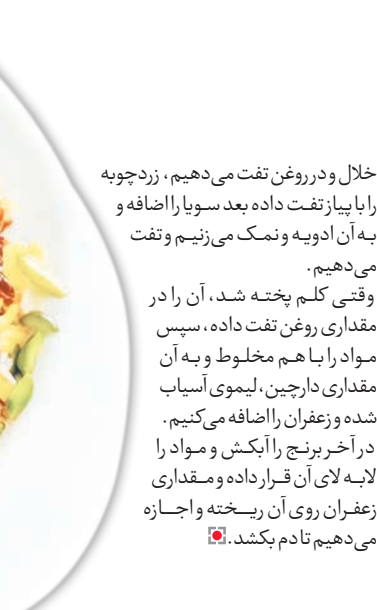 خلال و در روغن تفت می‌دهیم، زردچوبه
را با پیاز تفت داده بعد سویا را اضافه و
به آن ادویه و نمک می‌زنیم و تفت
می‌دهیم.
وقتی کلم پخته شد، آن را در
مقداری روغن تفت داده، سپس
مواد را با هم مخلوط و به آن
مقداری دارچین، لیموی آسیاب
شده و زعفران را اضافه می‌کنیم.
در آخر برنج را آبکش و مواد را
لابه لای آن قرار داده و مقداری
زعفران روی آن ریخته و اجازه
می‌دهیم تا دم بکشد.